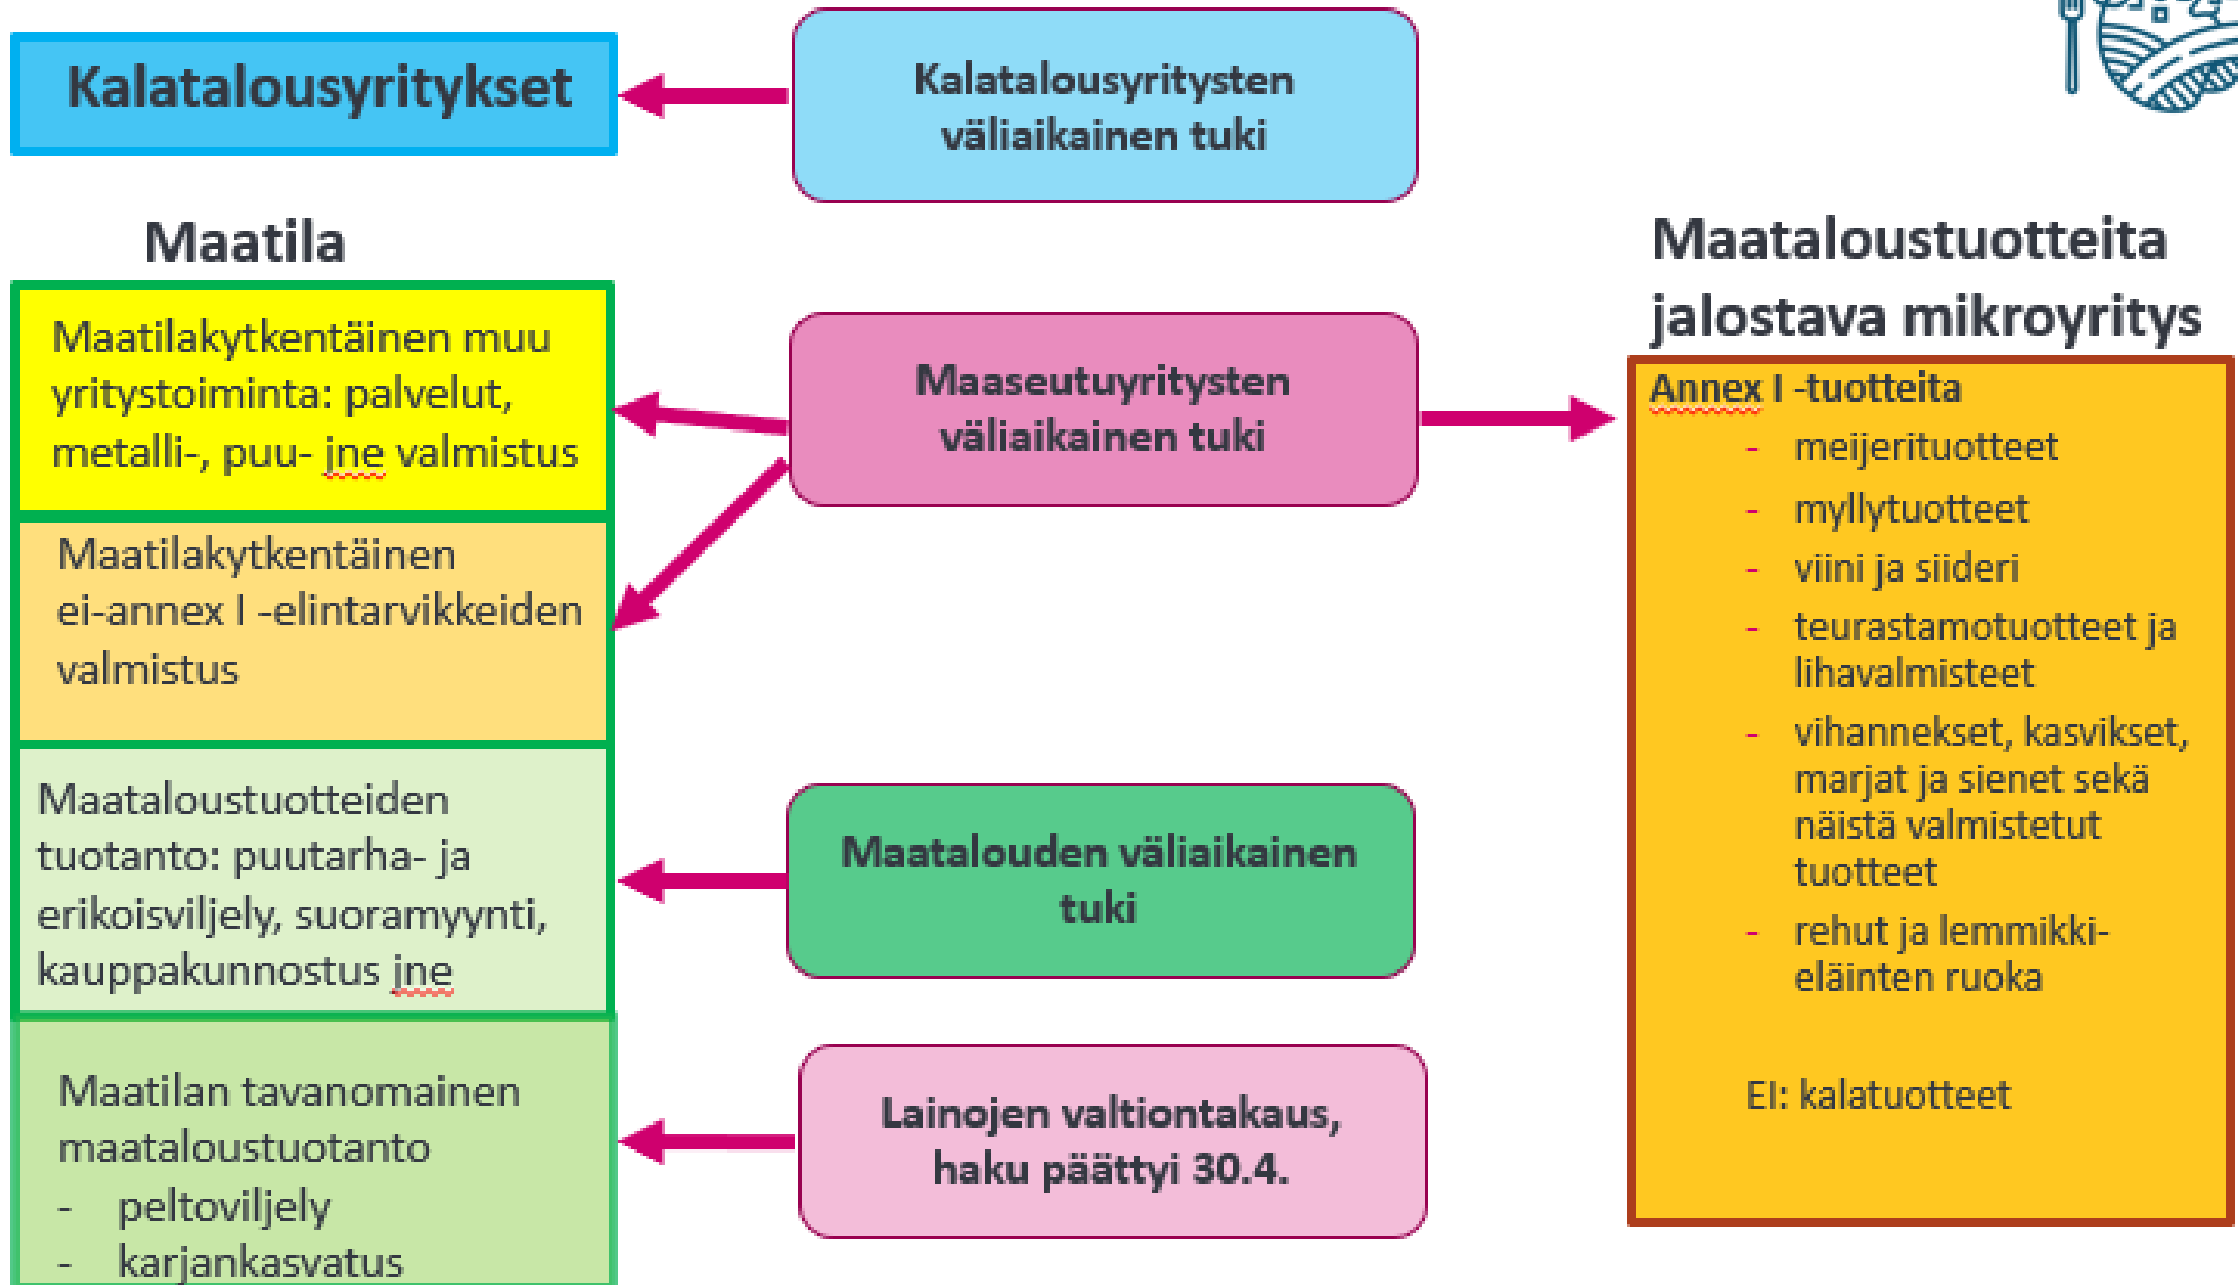 Kalatalousyritykset
Kalatalousyritysten
väliaikainen tuki
Maatila
Maatilakytkentäinen muu
yritystoiminta: palvelut,
metalli-, puu- jne valmistus
Maatilakytkentäinen
ei-annex I -elintarvikkeiden
valmistus
Maataloustuotteiden
tuotanto: puutarha- ja
erikoisviljely, suoramyynti,
kauppakunnostus jne
Maatilan tavanomainen
maataloustuotanto
- peltoviljely
- karjankasvatus
Maaseutuyritysten
väliaikainen tuki
Maatalouden väliaikainen
tuki
Lainojen valtiontakaus,
haku päättyi 30.4.
Maataloustuotteita
jalostava mikroyritys
Annex I -tuotteita
- meijerituotteet
- myllytuotteet
- viini ja siideri
- teurastamotuotteet ja
lihavalmisteet
- vihannekset, kasvikset,
marjat ja sienet sekä
näistä valmistetut
tuotteet
- rehut ja lemmikki-
eläinten ruoka
EI: kalatuotteet